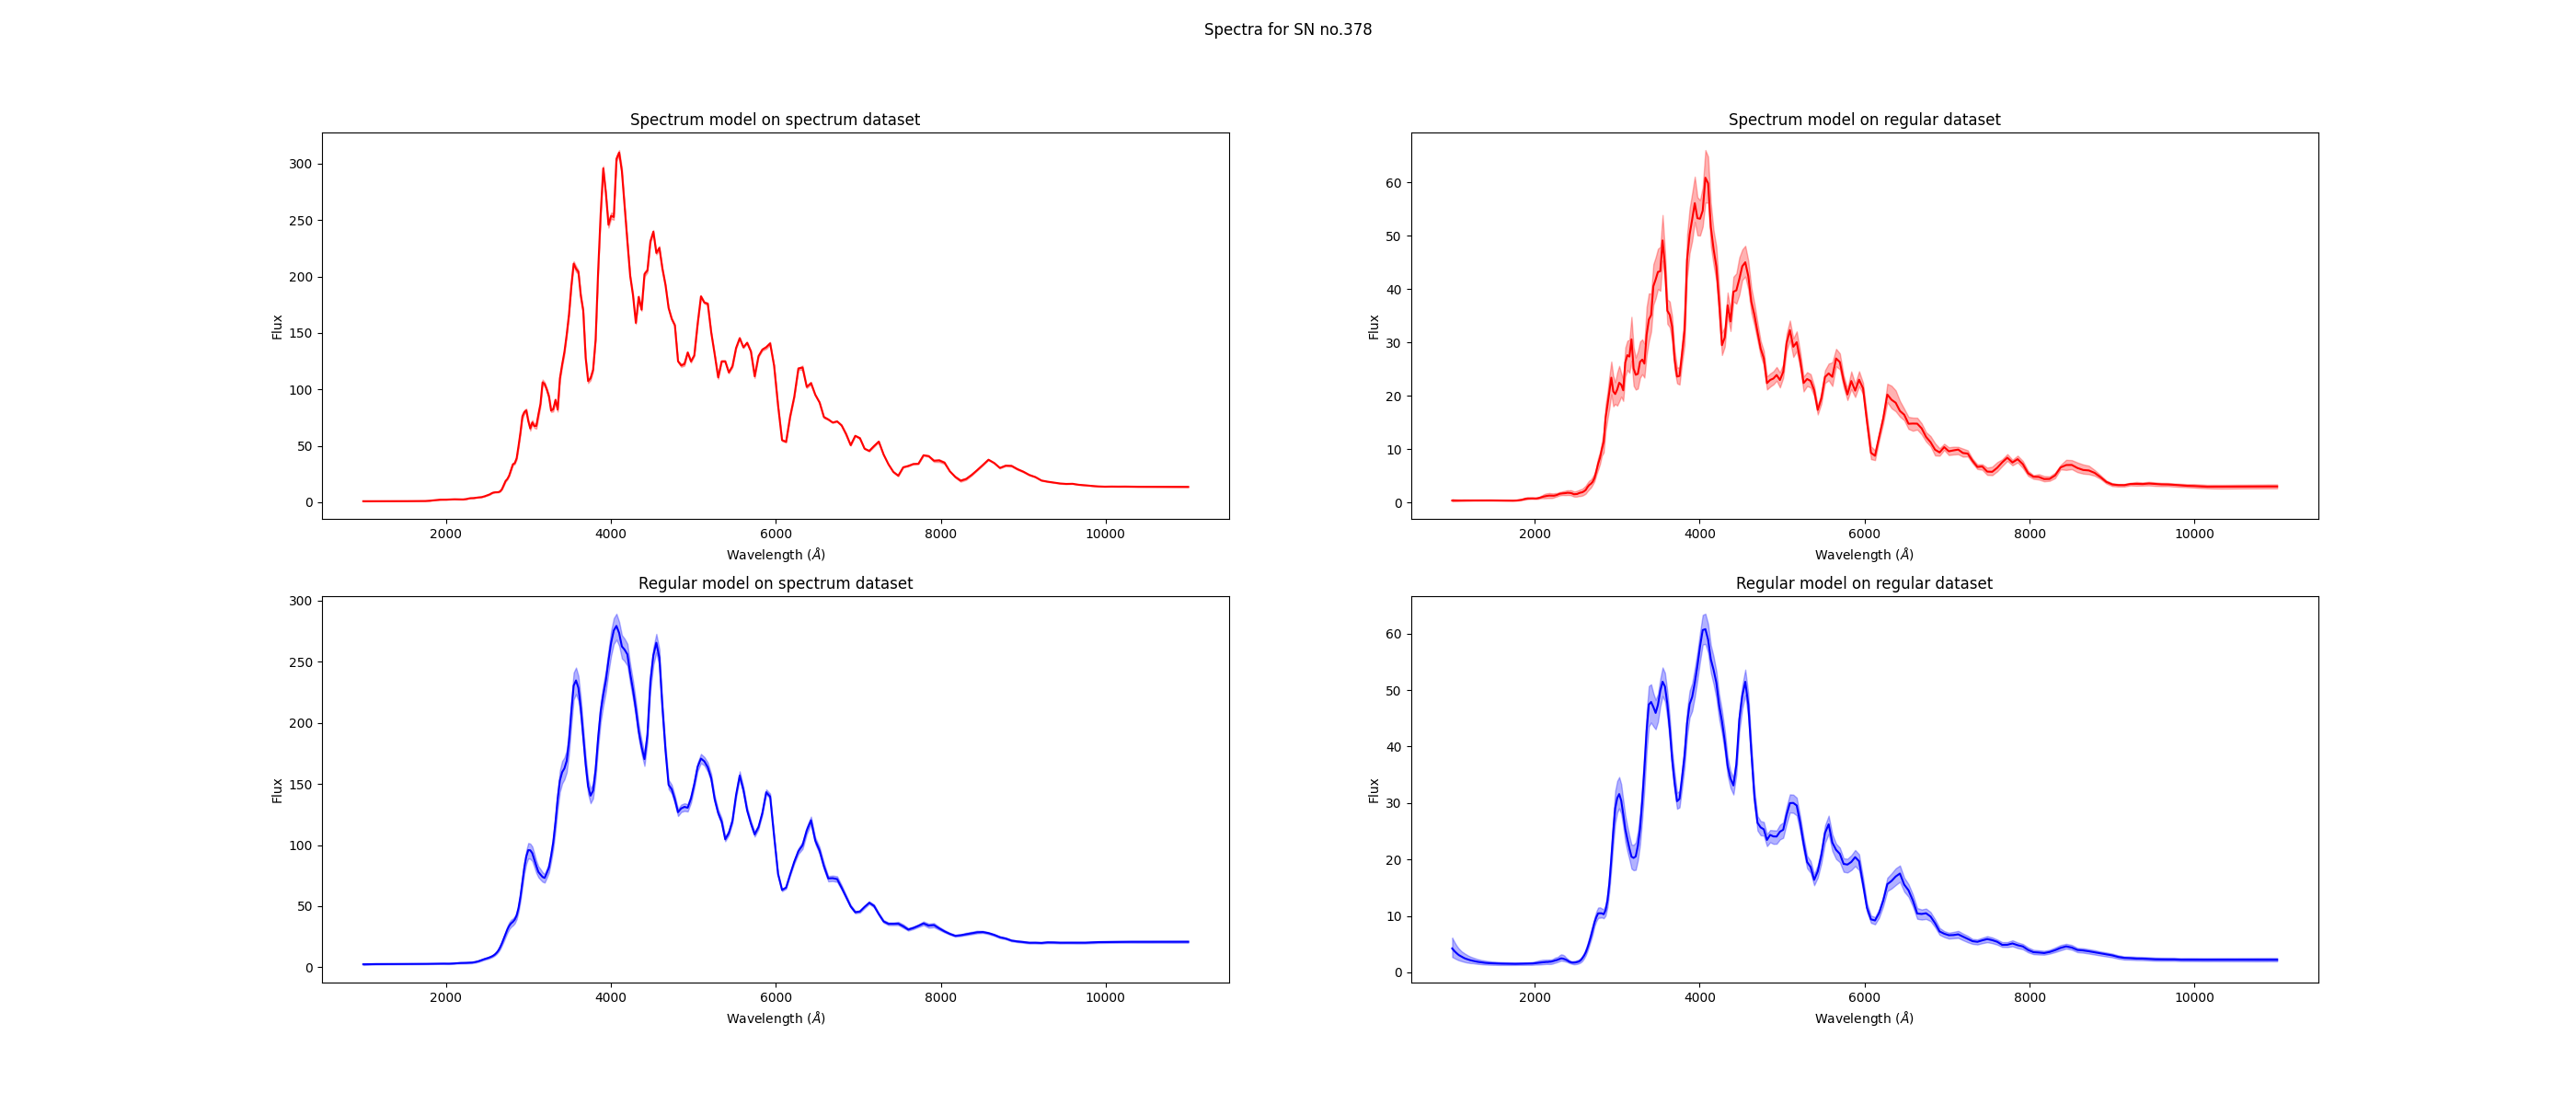 Spectra for SN no.378
Spectrum model on spectrum dataset
300
250
200
150
100
50
0
Flux
2000 4000 6000 8000 10000
Wavelength (Å)
Spectrum model on regular dataset
60
50
40
30
20
10
0
Flux
2000 4000 6000 8000 10000
Wavelength (Å)
Regular model on spectrum dataset
300
250
200
150
100
50
0
Flux
2000 4000 6000 8000 10000
Wavelength (Å)
Regular model on regular dataset
60
50
40
30
20
10
0
Flux
2000 4000 6000 8000 10000
Wavelength (Å)